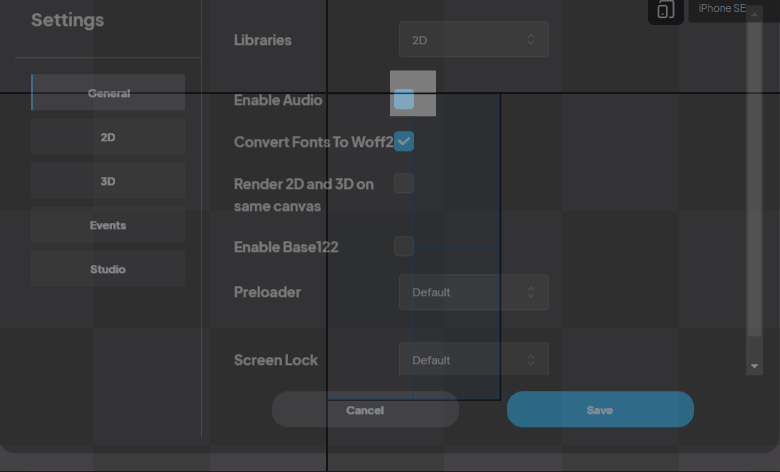 Settings
iPhone SE
Libraries
2D
General
Enable Audio
2D
Convert Fonts To Woff2
3D
Render 2D and 3D on
same canvas
Events
Enable Base122
Studio
Preloader
Default
Screen Lock
Default
Cancel
Save